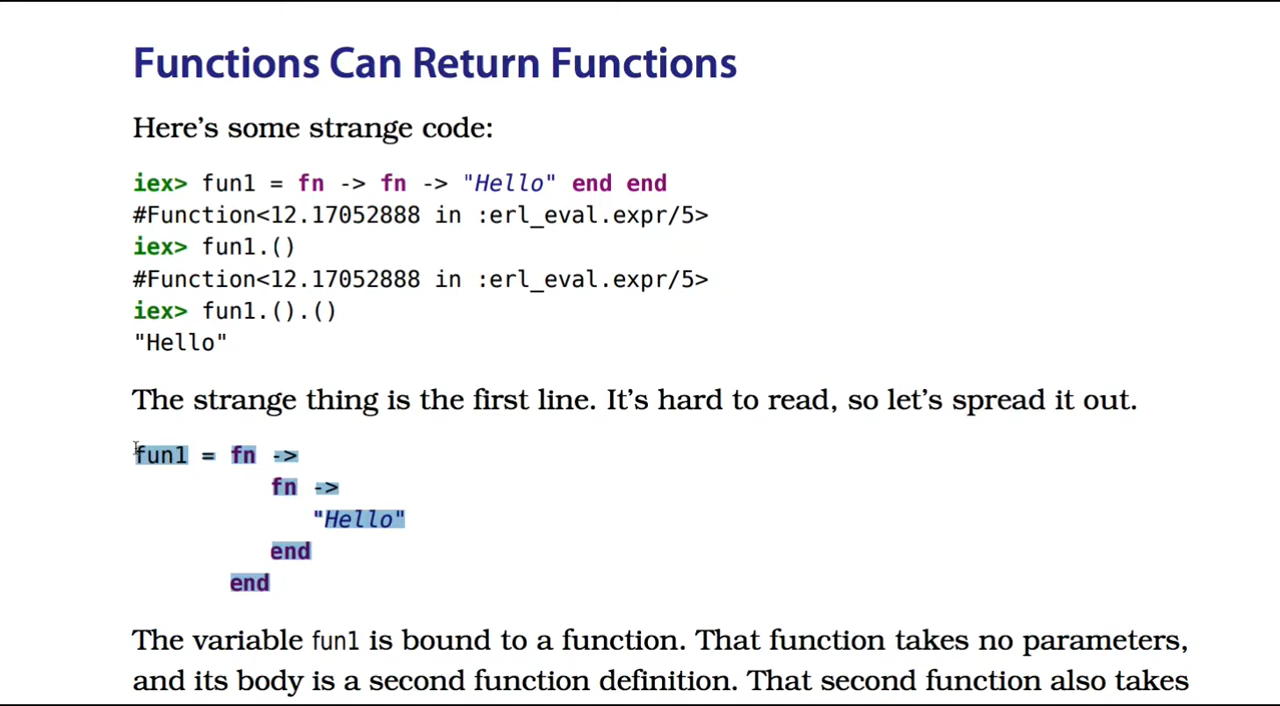 Functions Can Return Functions
Here's some strange code:
iex> fun1 = fn -> fn -> "Hello" end end
#Function<12.17052888 in :erl_eval.expr/5>
iex> fun1.()
#Function<12.17052888 in :erl_eval.expr/5>
iex> fun1.().()
"Hello"
The strange thing is the first line. It's hard to read, so let's spread it out.
fun1 = fn ->
fn ->
"Hello"
end
end
The variable fun1 is bound to a function. That function takes no parameters,
and its body is a second function definition. That second function also takes